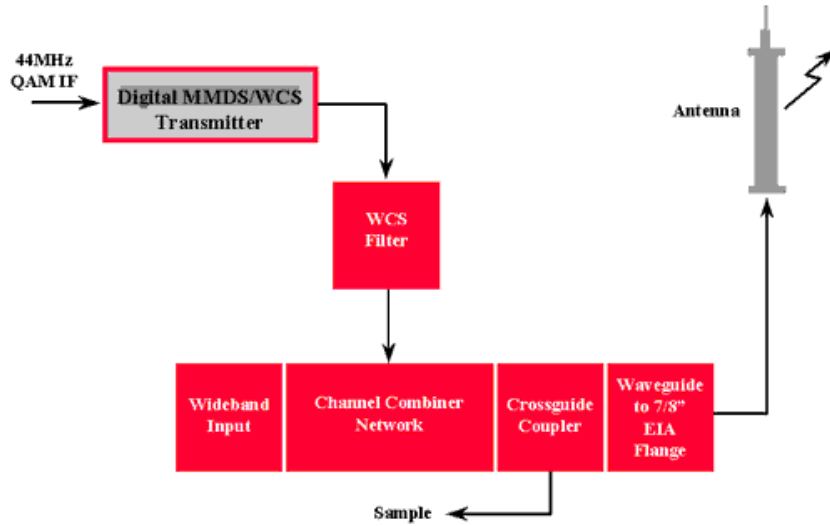 44MHz
QAM IF
Digital MMDS/WCS
Transmitter
Antenna
WCS
Filter
Wideband
Input
Channel Combiner
Network
Crossguide
Coupler
Waveguide
to 7/8”
EIA
Flange
Sample